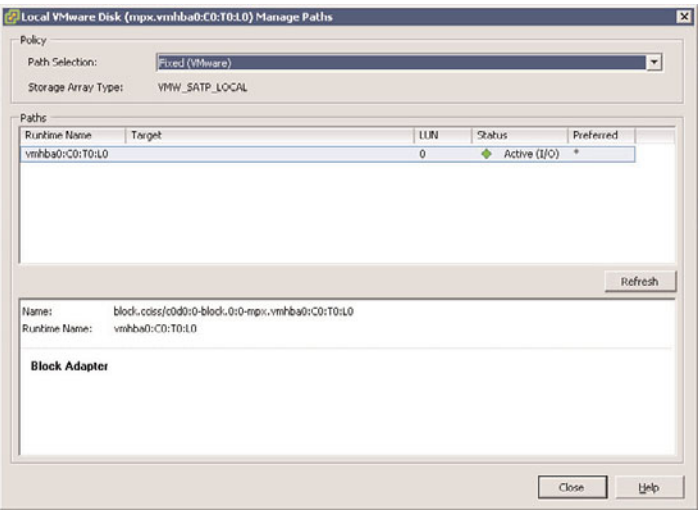 Local VMware Disk (mpx.vmhba0:C0:T0:L0) Manage Paths
Policy
Path Selection: Fixed (VMware)
Storage Array Type: VMW_SATP_LOCAL
Paths
Runtime Name Target LUN Status Preferred
vmhba0:C0:T0:L0 0 Active (I/O) *
Refresh
Name: block.cciss/c0d0:0-block.0:0-mpx.vmhba0:C0:T0:L0
Runtime Name: vmhba0:C0:T0:L0
Block Adapter
Close Help